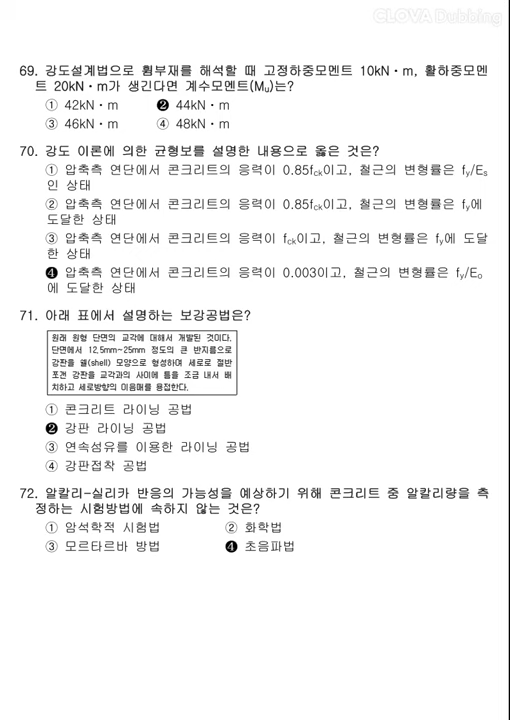 CLOVA Dubbing
69. 강도설계법으로 휨부재를 해석할 때 고정하중모멘트 10kN·m, 활하중모멘
트 20kN·m가 생긴다면 계수모멘트(Mu)는?
① 42kN·m ❷ 44kN·m
③ 46kN·m ④ 48kN·m
70. 강도 이론에 의한 균형보를 설명한 내용으로 옳은 것은?
① 압축측 연단에서 콘크리트의 응력이 0.85fck이고, 철근의 변형률은 fy/Es
인 상태
② 압축측 연단에서 콘크리트의 응력이 0.85fck이고, 철근의 변형률은 fy에
도달한 상태
③ 압축측 연단에서 콘크리트의 응력이 fck이고, 철근의 변형률은 fy에 도달
한 상태
❹ 압축측 연단에서 콘크리트의 응력이 0.003이고, 철근의 변형률은 fy/Eo
에 도달한 상태
71. 아래 표에서 설명하는 보강공법은?
원래 원형 단면의 교각에 대해서 개발된 것이다.
단면에서 12.5mm~25mm 정도의 큰 반지름으로
강판을 쉘(shell) 모양으로 형성하며 세로로 절반
포갠 강판을 교각과의 사이에 틈을 조금 내서 배
치하고 세로방향의 이음매를 용접한다.
① 콘크리트 라이닝 공법
❷ 강판 라이닝 공법
③ 연속섬유를 이용한 라이닝 공법
④ 강판접착 공법
72. 알칼리-실리카 반응의 가능성을 예상하기 위해 콘크리트 중 알칼리량을 측
정하는 시험방법에 속하지 않는 것은?
① 암석학적 시험법 ② 화학법
③ 모르타르바 방법 ❹ 초음파법